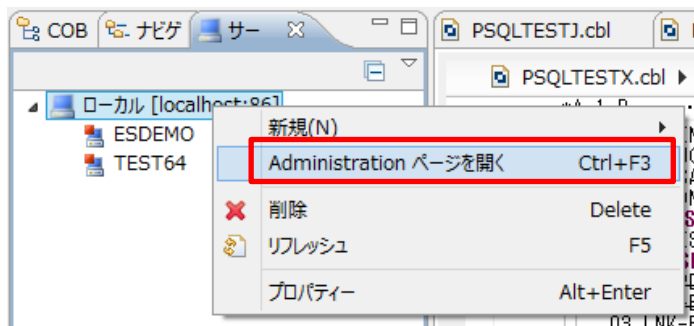 COB ナビゲ サー PSQLTESTJ.cbl
PSQLTESTX.cbl
ローカル [localhost:86]
ESDEMO
TEST64
新規(N)
Administration ページを開く Ctrl+F3
削除 Delete
リフレッシュ F5
プロパティー Alt+Enter